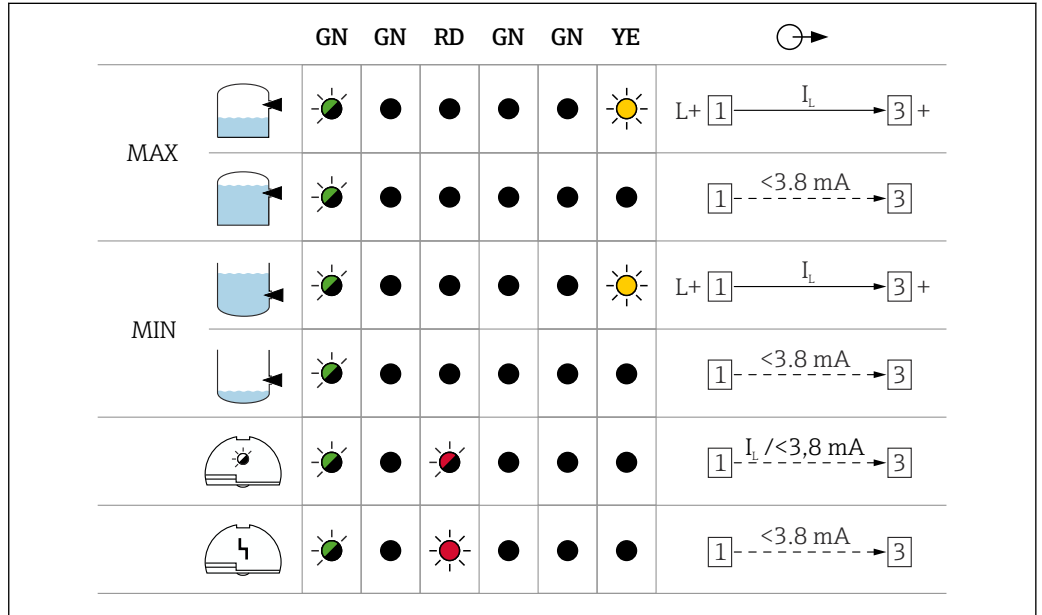 GN GN RD GN GN YE
MAX
L+ 1 I_L 3 +
1 <3.8 mA 3
MIN
L+ 1 I_L 3 +
1 <3.8 mA 3
1 I_L /<3,8 mA 3
1 <3.8 mA 3